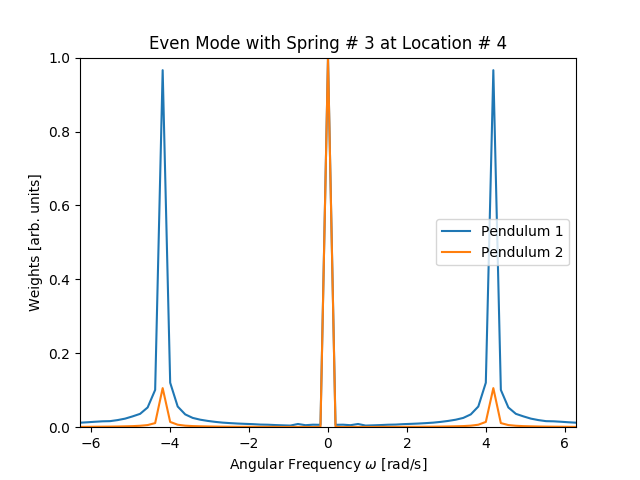 Even Mode with Spring # 3 at Location # 4
1.0
0.8
0.6
0.4
0.2
0.0
Weights [arb. units]
Pendulum 1
Pendulum 2
−6 −4 −2 0 2 4 6
Angular Frequency ω [rad/s]